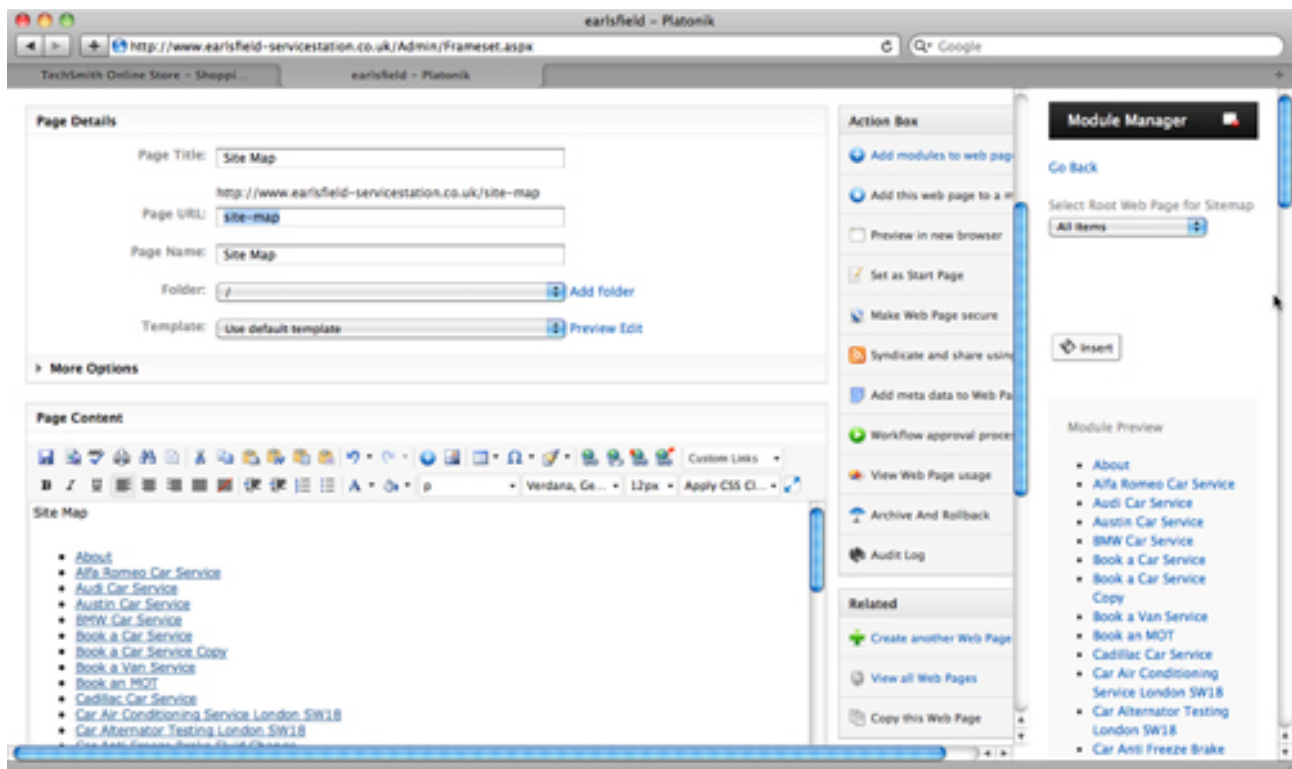 earlsfield – Platonik
http://www.earlsfield-servicestation.co.uk/Admin/Frameset.aspx
Google
TechSmith Online Store – Shoppi...
earlsfield – Platonik
Page Details
Page Title: Site Map
http://www.earlsfield-servicestation.co.uk/site-map
Page URL: site-map
Page Name: Site Map
Folder: /
Add folder
Template: Use default template
Preview Edit
More Options
Page Content
Custom Links
B I U
A
p
Verdana, Ge...
12px
Apply CSS Cl...
Site Map
About
Alfa Romeo Car Service
Audi Car Service
Austin Car Service
BMW Car Service
Book a Car Service
Book a Car Service Copy
Book a Van Service
Book an MOT
Cadillac Car Service
Car Air Conditioning Service London SW18
Car Alternator Testing London SW18
Car Anti Freeze Brake Fluid Change
Action Box
Add modules to web pag
Add this web page to a m
Preview in new browser
Set as Start Page
Make Web Page secure
Syndicate and share using
Add meta data to Web Pa
Workflow approval proces
View Web Page usage
Archive And Rollback
Audit Log
Related
Create another Web Page
View all Web Pages
Copy this Web Page
Module Manager
Go Back
Select Root Web Page for Sitemap
All Items
Insert
Module Preview
About
Alfa Romeo Car Service
Audi Car Service
Austin Car Service
BMW Car Service
Book a Car Service
Book a Car Service
Copy
Book a Van Service
Book an MOT
Cadillac Car Service
Car Air Conditioning
Service London SW18
Car Alternator Testing
London SW18
Car Anti Freeze Brake